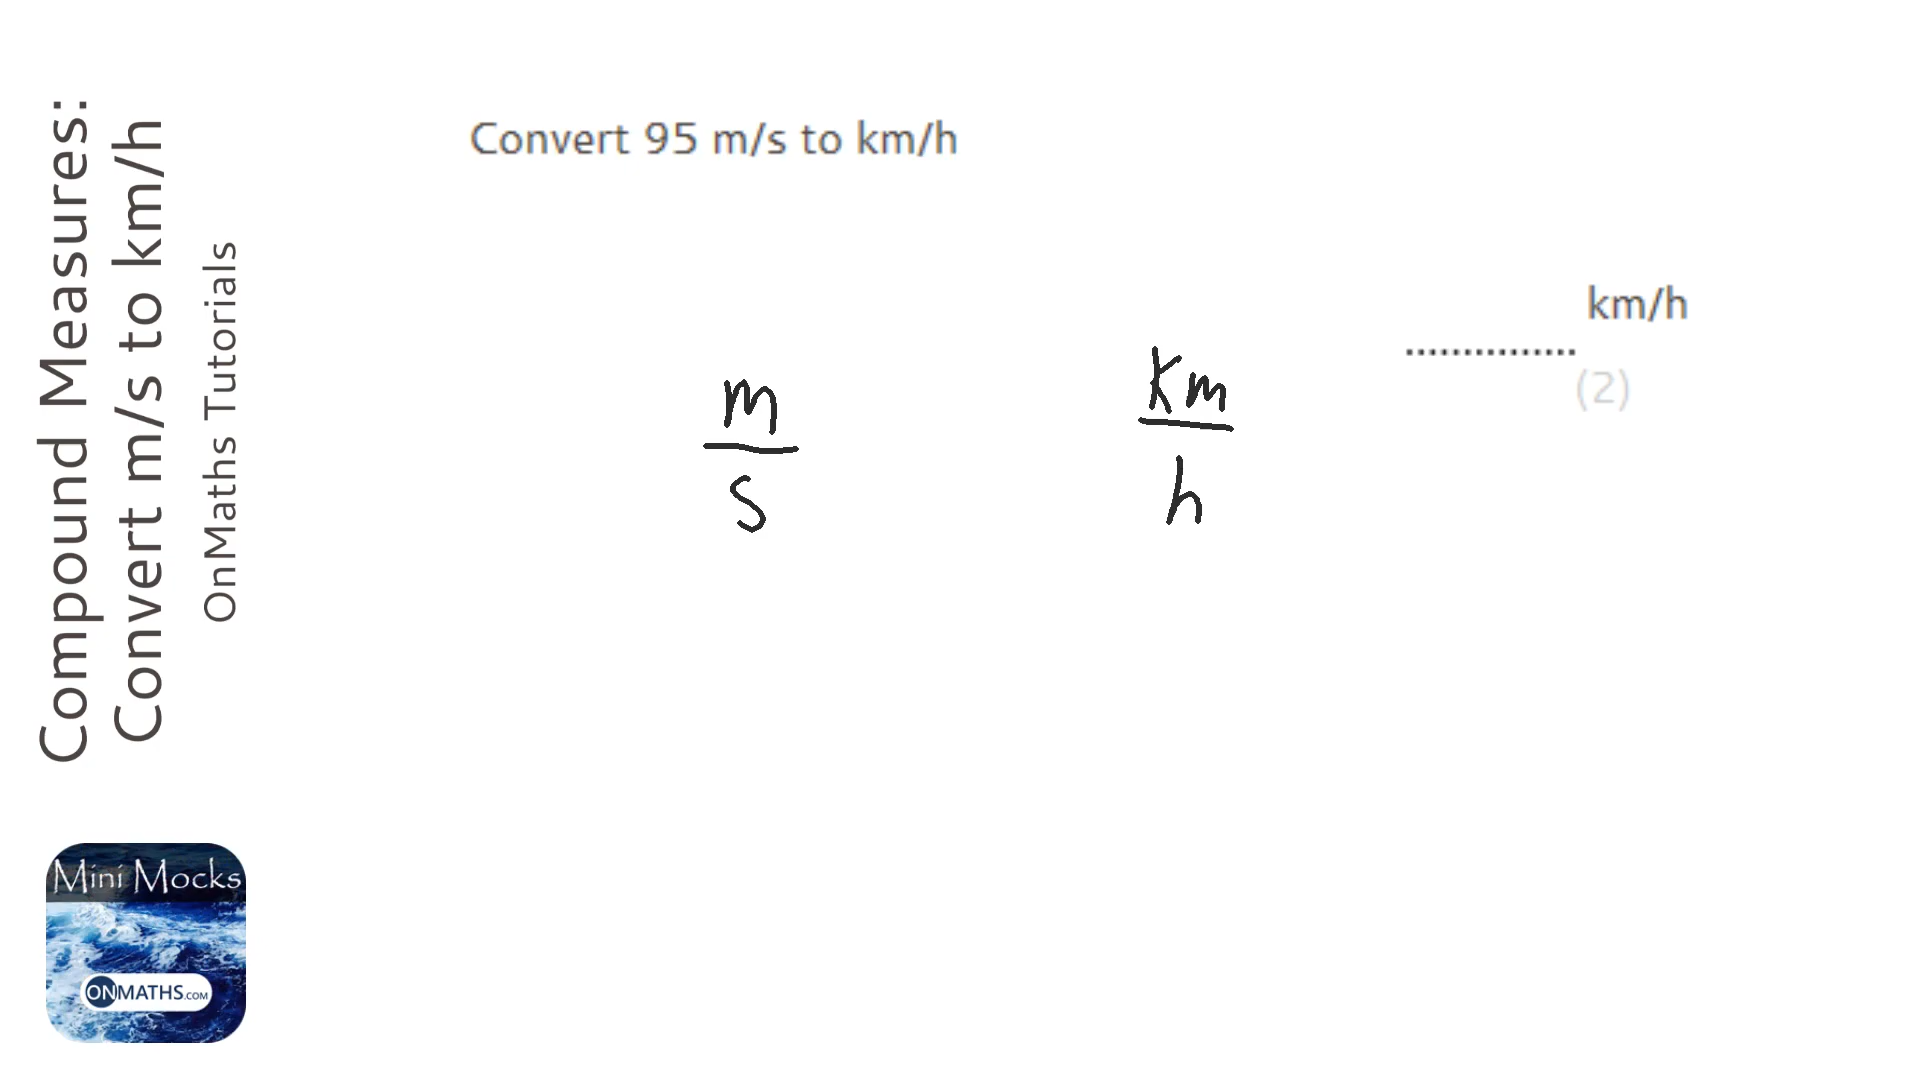 Compound Measures:
Convert m/s to km/h
OnMaths Tutorials
Convert 95 m/s to km/h
km/h
...............
(2)
m
s
Km
h
Mini Mocks
ONMATHS.COM